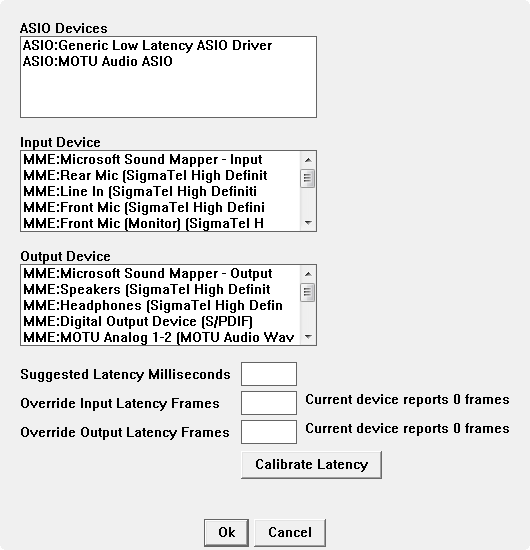 ASIO Devices
ASIO:Generic Low Latency ASIO Driver
ASIO:MOTU Audio ASIO
Input Device
MME:Microsoft Sound Mapper - Input
MME:Rear Mic (SigmaTel High Definit
MME:Line In (SigmaTel High Definiti
MME:Front Mic (SigmaTel High Defini
MME:Front Mic (Monitor) (SigmaTel H
Output Device
MME:Microsoft Sound Mapper - Output
MME:Speakers (SigmaTel High Definit
MME:Headphones (SigmaTel High Defin
MME:Digital Output Device (S/PDIF)
MME:MOTU Analog 1-2 (MOTU Audio Wav
Suggested Latency Milliseconds
Override Input Latency Frames
Current device reports 0 frames
Override Output Latency Frames
Current device reports 0 frames
Calibrate Latency
Ok
Cancel